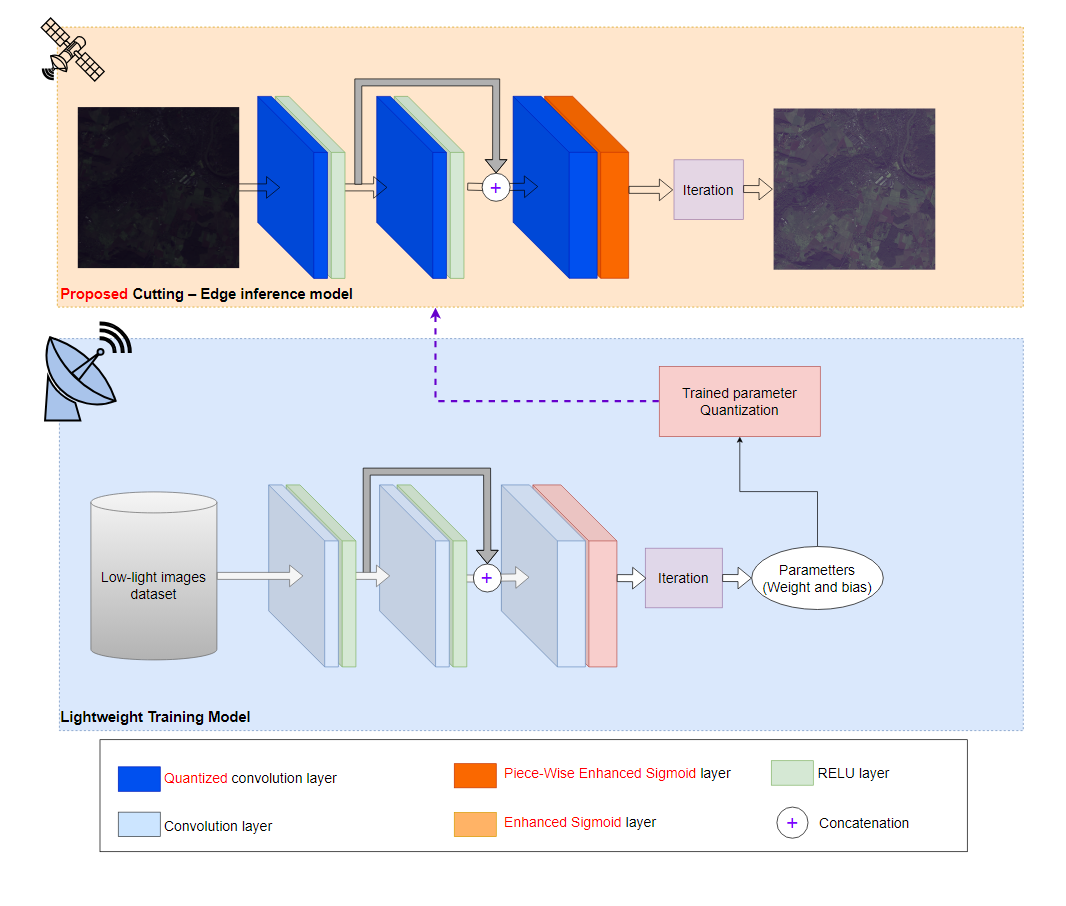 Iteration
Proposed Cutting – Edge inference model
Trained parameter
Quantization
Low-light images
dataset
Iteration
Parametters
(Weight and bias)
Lightweight Training Model
Quantized convolution layer
Piece-Wise Enhanced Sigmoid layer
RELU layer
Convolution layer
Enhanced Sigmoid layer
Concatenation